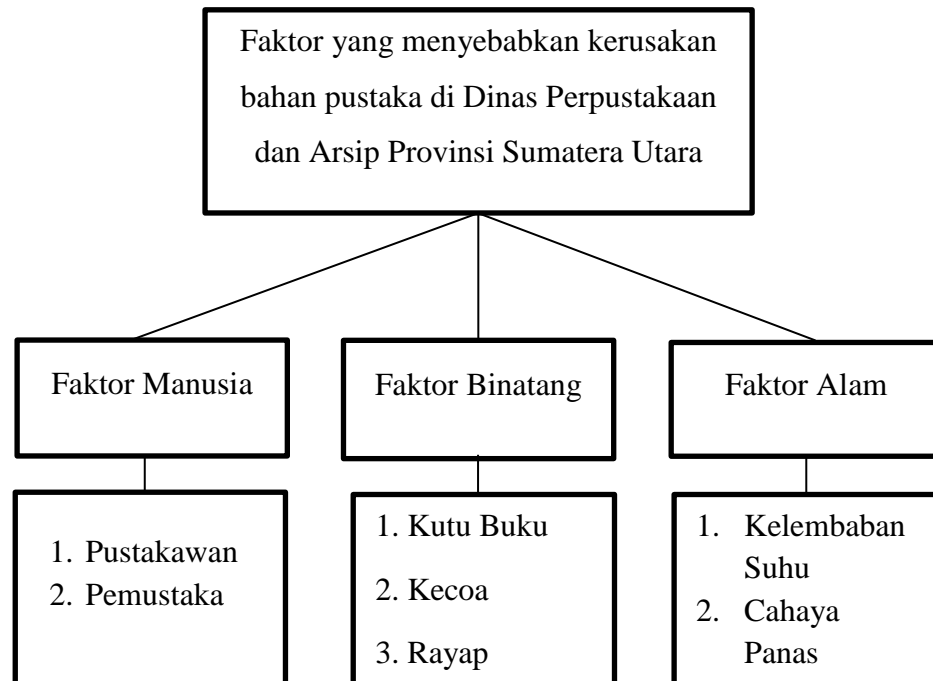 Faktor yang menyebabkan kerusakan
bahan pustaka di Dinas Perpustakaan
dan Arsip Provinsi Sumatera Utara
Faktor Manusia
Faktor Binatang
Faktor Alam
1. Pustakawan
2. Pemustaka
1. Kutu Buku
2. Kecoa
3. Rayap
1. Kelembaban
Suhu
2. Cahaya
Panas